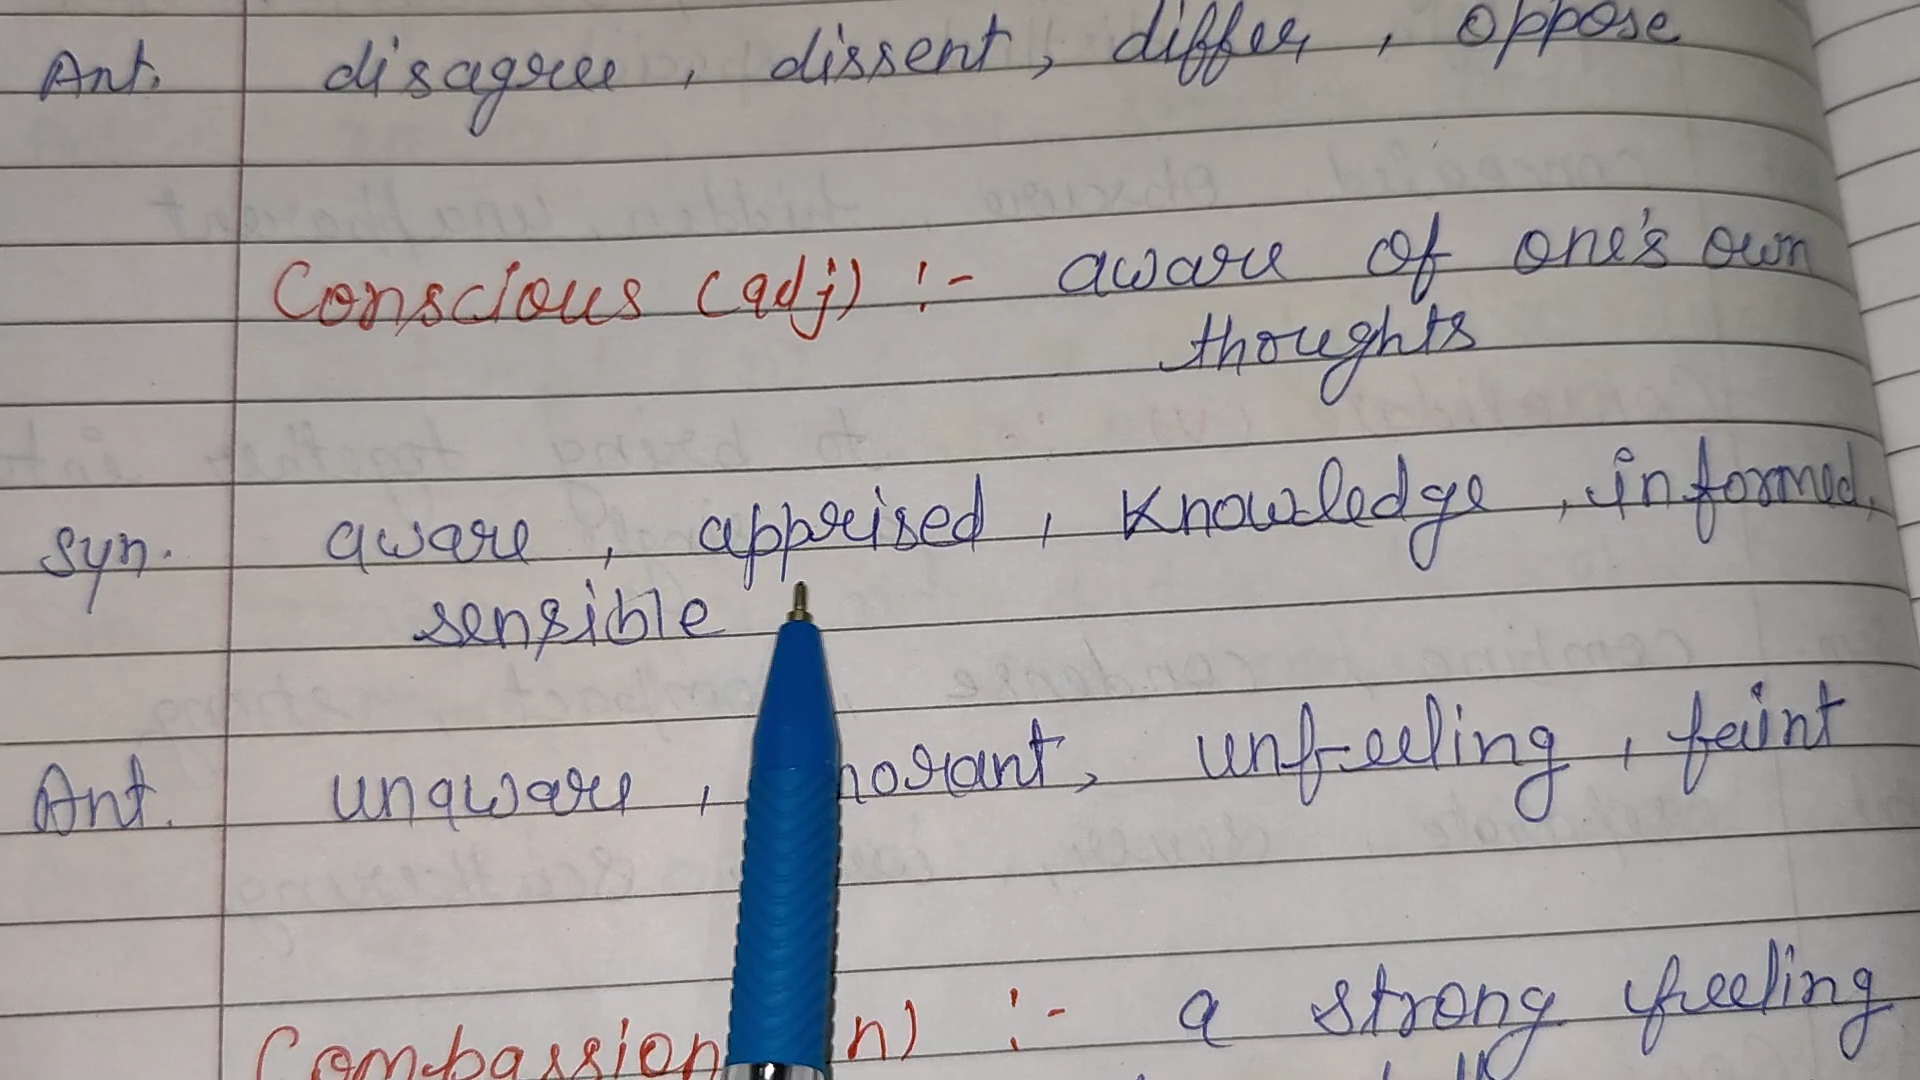 Ant. disagree, dissent, differ, oppose
Conscious (adj) :- aware of one's own
thoughts
Syn. aware, apprised, Knowledge, informed,
sensible
Ant. unaware, norant, unfeeling, faint
Compassion n) :- a strong feeling